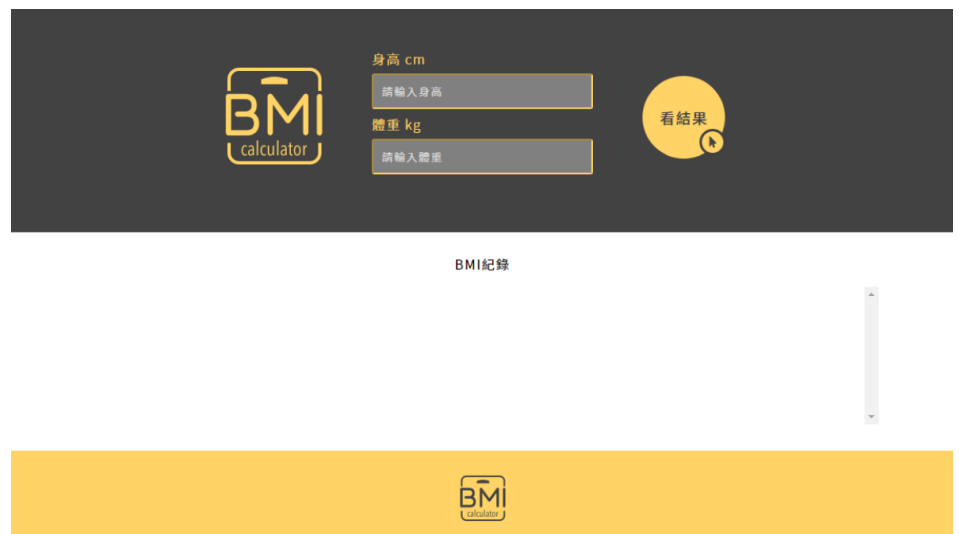 BMI
calculator
身高 cm
請輸入身高
體重 kg
請輸入體重
看結果
BMI紀錄
BMI
calculator